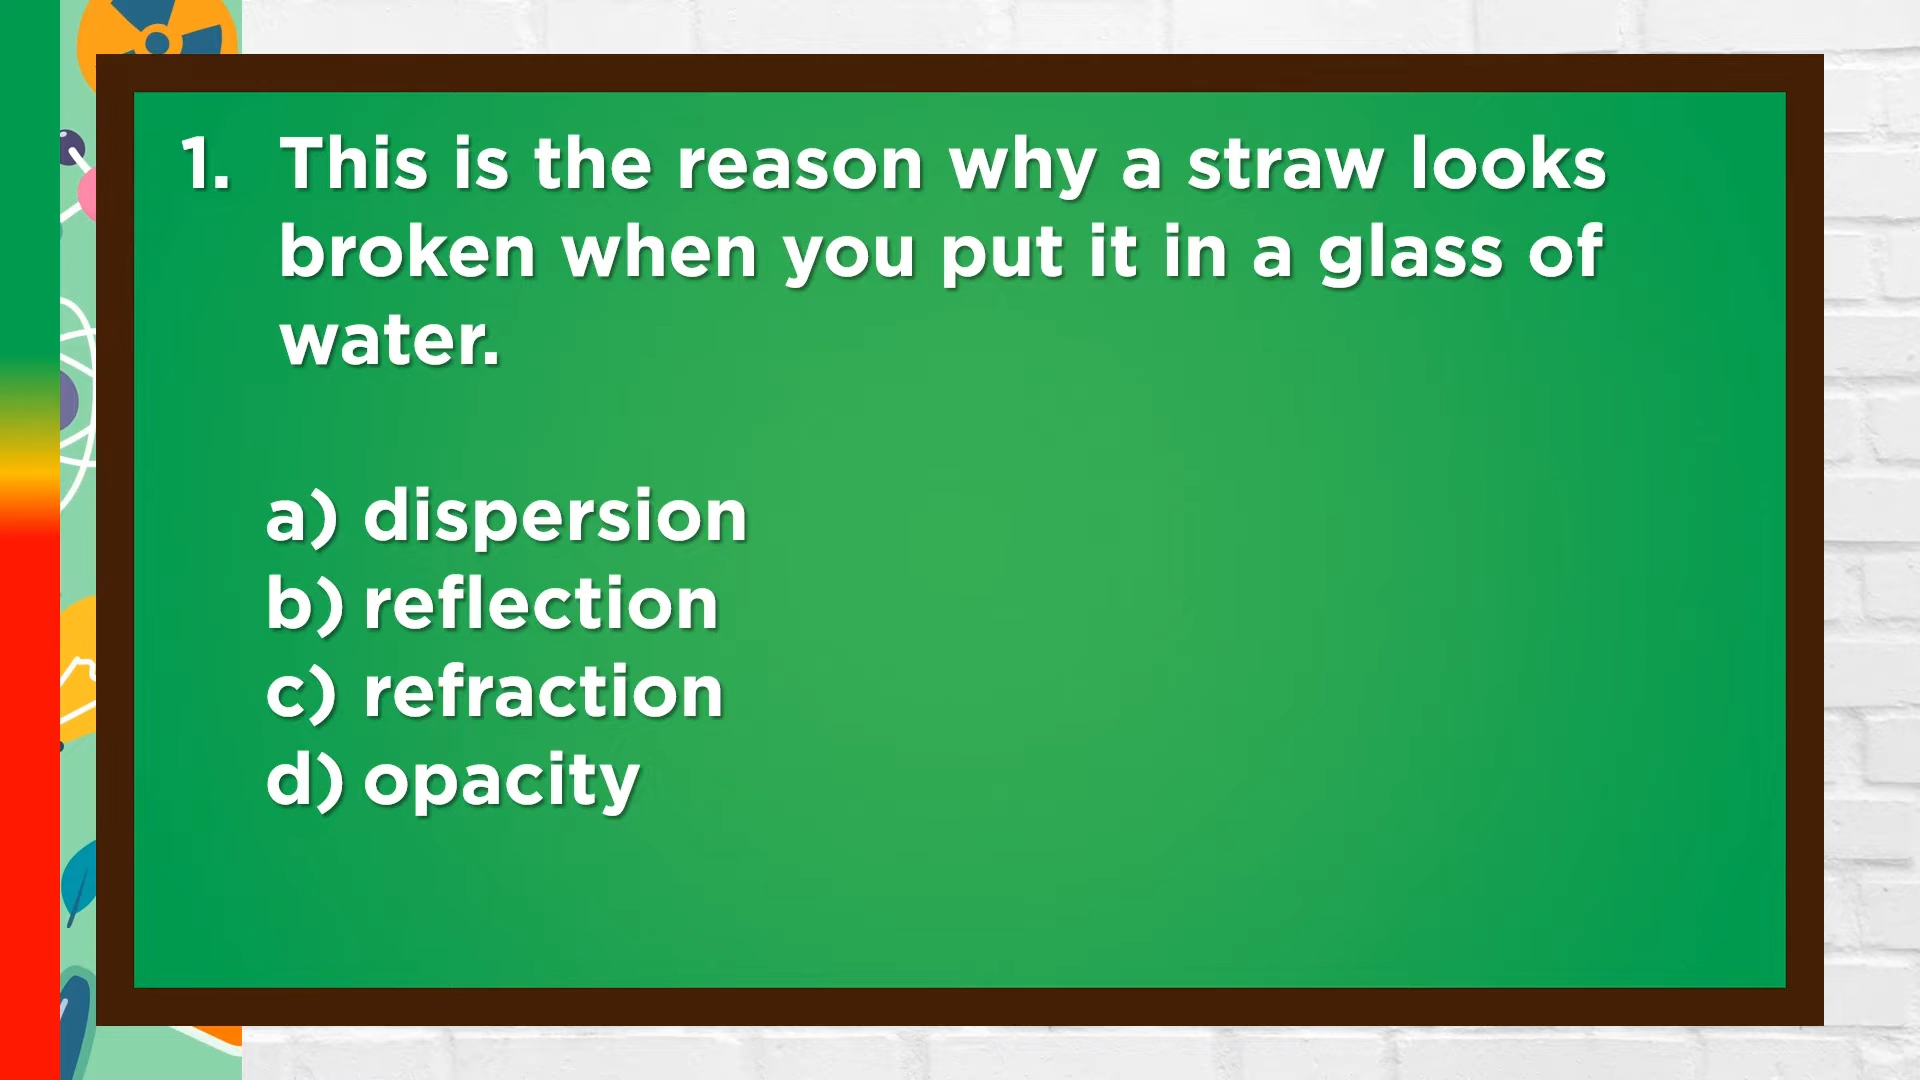 1. This is the reason why a straw looks
broken when you put it in a glass of
water.
a) dispersion
b) reflection
c) refraction
d) opacity